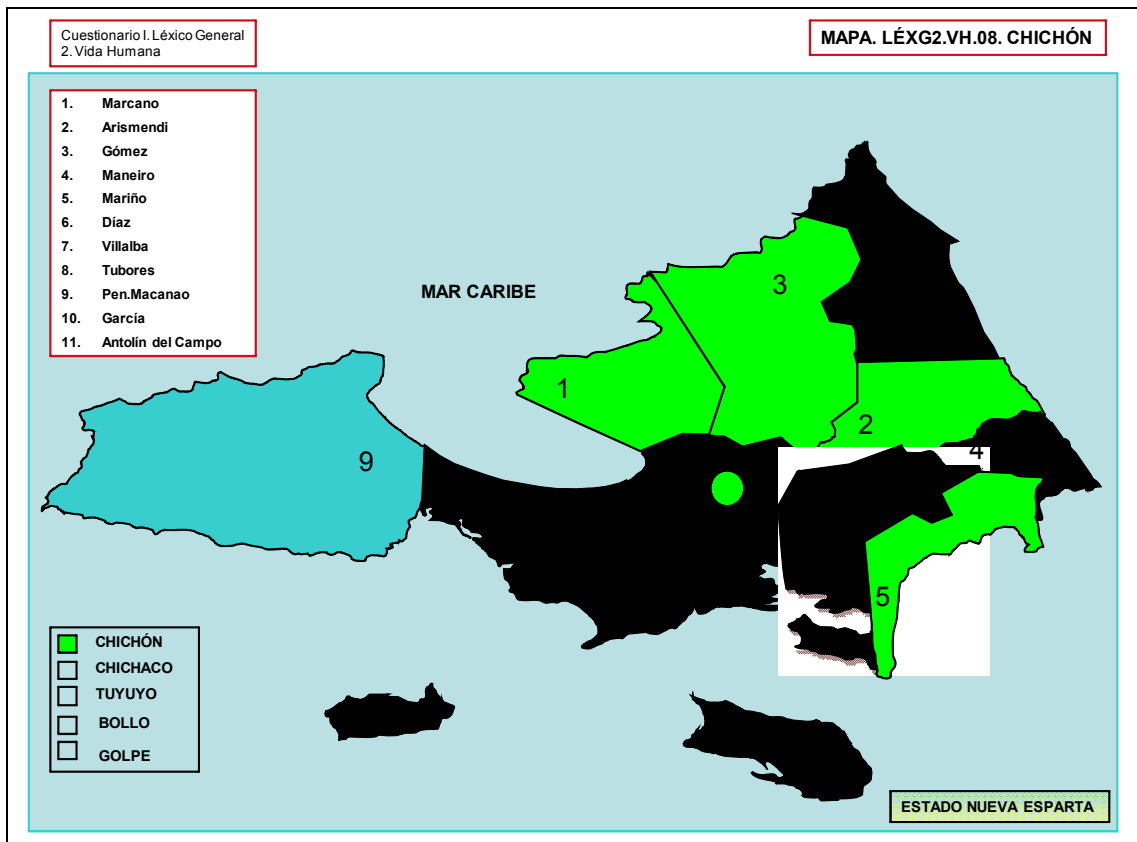 Cuestionario I. Léxico General
2. Vida Humana
MAPA. LÉXG2.VH.08. CHICHÓN
1. Marcano
2. Arismendi
3. Gómez
4. Maneiro
5. Mariño
6. Díaz
7. Villalba
8. Tubores
9. Pen.Macanao
10. García
11. Antolín del Campo
MAR CARIBE
3
1
2
9
4
5
CHICHÓN
CHICHACO
TUYUYO
BOLLO
GOLPE
ESTADO NUEVA ESPARTA